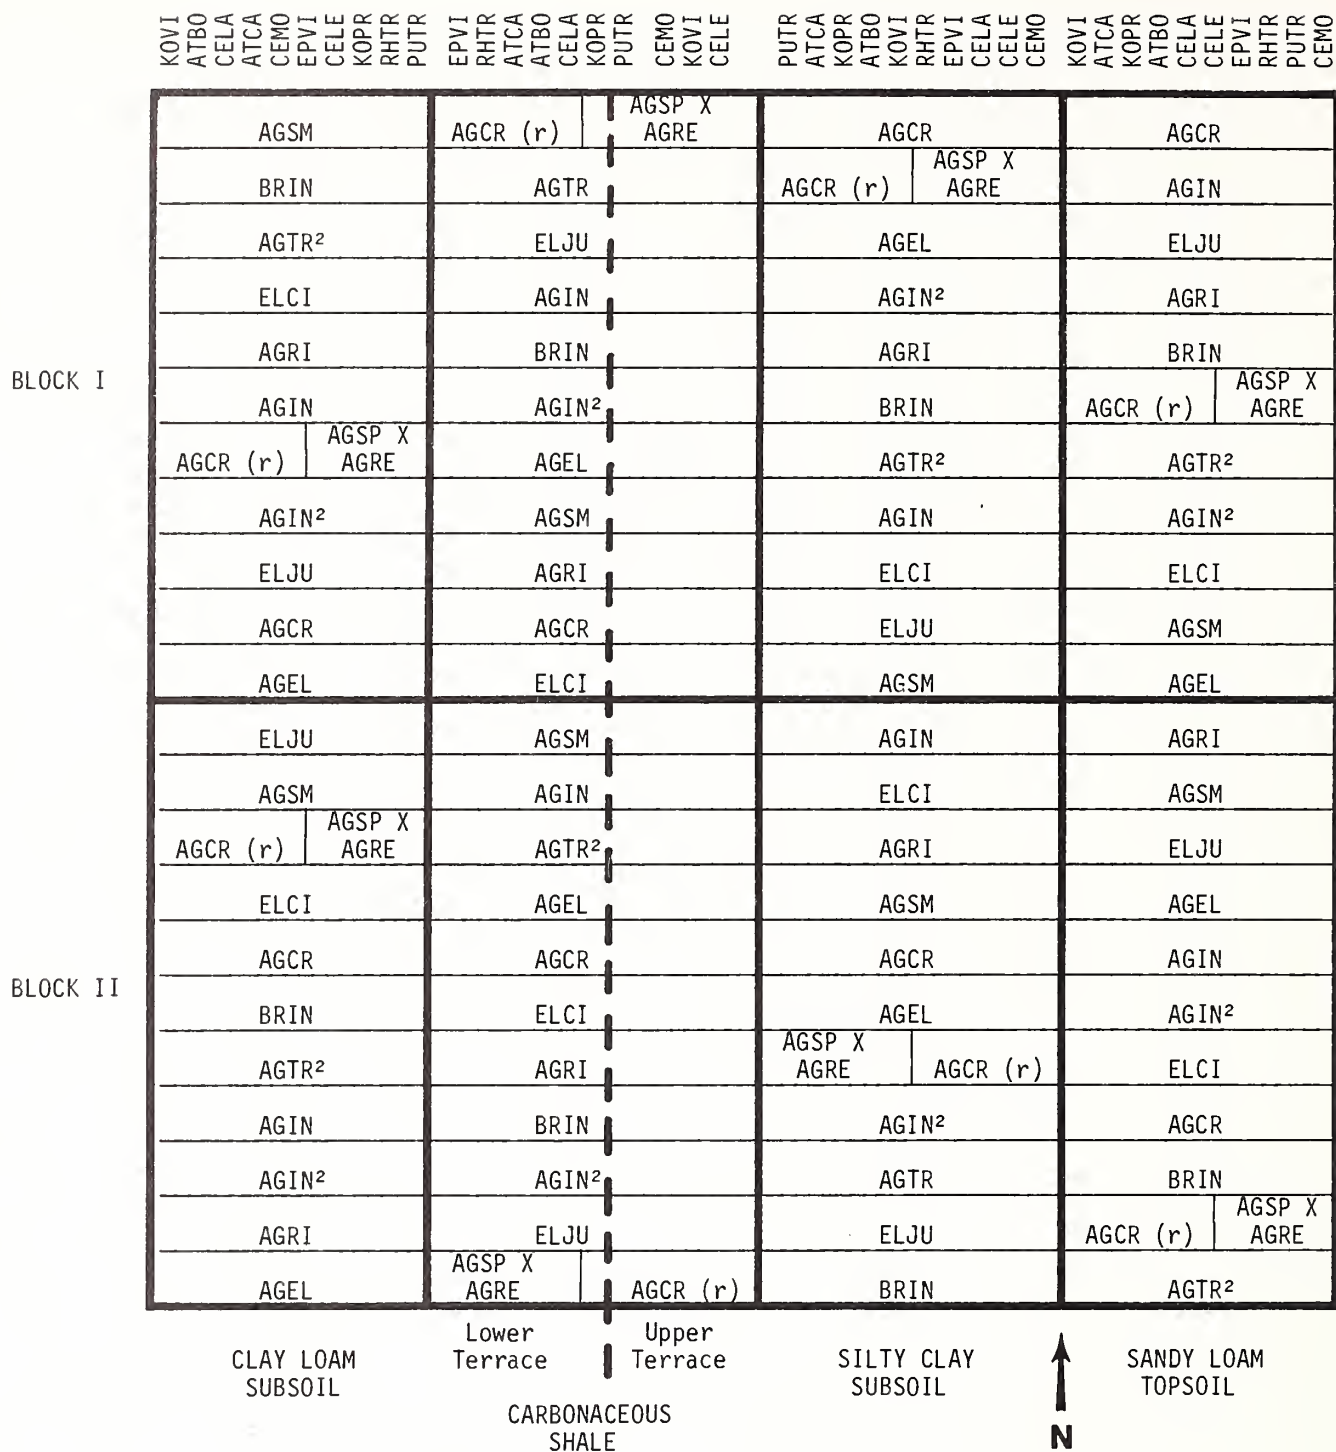 KOVI ATBO CELA ATCA CEMO EPVI CELE KOPR RHTR PUTR EPVI RHTR ATCA ATBO CELA KOPR PUTR CEMO KOVI CELE PUTR ATCA KOPR ATBO KOVI RHTR EPVI CELA CELE CEMO KOVI ATCA KOPR ATBO CELA CELE EPVI RHTR PUTR CEMO
AGSM AGCR (r) AGSP X AGRE AGCR AGCR
BRIN AGTR AGCR (r) AGSP X AGRE AGIN
AGTR² ELJU AGEL ELJU
ELCI AGIN AGIN² AGRI
AGRI BRIN AGRI BRIN
BLOCK I
AGIN AGIN² BRIN AGCR (r) AGSP X AGRE
AGCR (r) AGSP X AGRE AGEL AGTR² AGTR²
AGIN² AGSM AGIN AGIN²
ELJU AGRI ELCI ELCI
AGCR AGCR ELJU AGSM
AGEL ELCI AGSM AGEL
ELJU AGSM AGIN AGRI
AGSM AGIN ELCI AGSM
AGCR (r) AGSP X AGRE AGTR² AGRI ELJU
ELCI AGEL AGSM AGEL
AGCR AGCR AGCR AGIN
BLOCK II
BRIN ELCI AGEL AGIN²
AGTR² AGRI AGSP X AGRE AGCR (r) ELCI
AGIN BRIN AGIN² AGCR
AGIN² AGIN² AGTR BRIN
AGRI ELJU ELJU AGCR (r) AGSP X AGRE
AGEL AGSP X AGRE AGCR (r) BRIN AGTR²
Lower Terrace
Upper Terrace
CLAY LOAM SUBSOIL
CARBONACEOUS SHALE
SILTY CLAY SUBSOIL
SANDY LOAM TOPSOIL
N